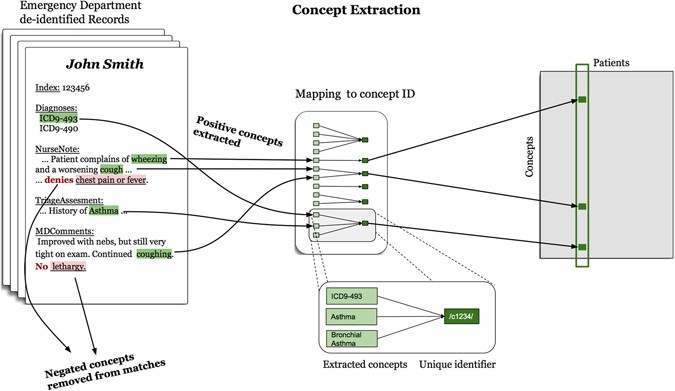 Emergency Department
de-identified Records
Concept Extraction
John Smith
Index: 123456
Diagnoses:
ICD9-493
ICD9-490
NurseNote:
... Patient complains of wheezing
and a worsening cough ...
... denies chest pain or fever.
TriageAssesment:
... History of Asthma ...
MDComments:
Improved with nebs, but still very
tight on exam. Continued coughing.
No lethargy.
Negated concepts
removed from matches
Positive concepts
extracted
Mapping to concept ID
Patients
Concepts
ICD9-493
Asthma
Bronchial
Asthma
/c1234/
Extracted concepts
Unique identifier